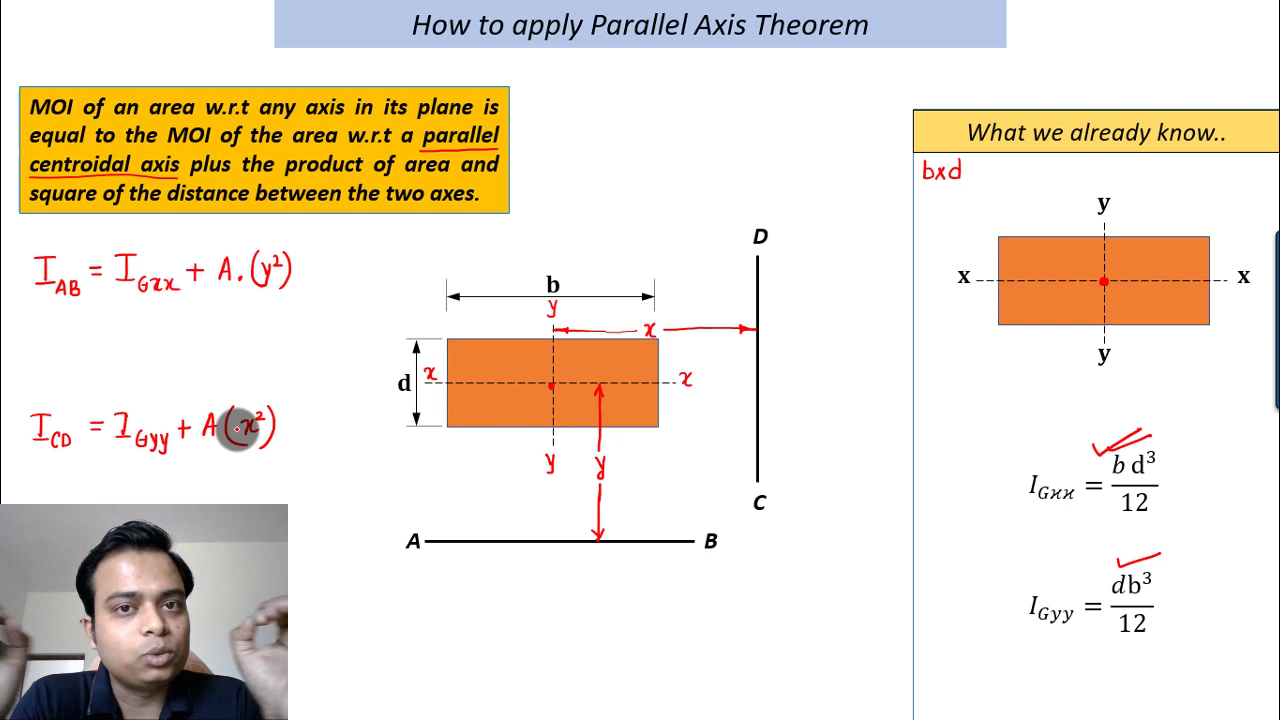 How to apply Parallel Axis Theorem
MOI of an area w.r.t any axis in its plane is
equal to the MOI of the area w.r.t a parallel
centroidal axis plus the product of area and
square of the distance between the two axes.
I_AB = I_Gxx + A.(y²)
I_CD = I_Gyy + A(x²)
b
y
x
d
x
x
y
y
A
B
D
C
What we already know..
bxd
y
x
x
y
I_Gxx = b d³/12
I_Gyy = db³/12